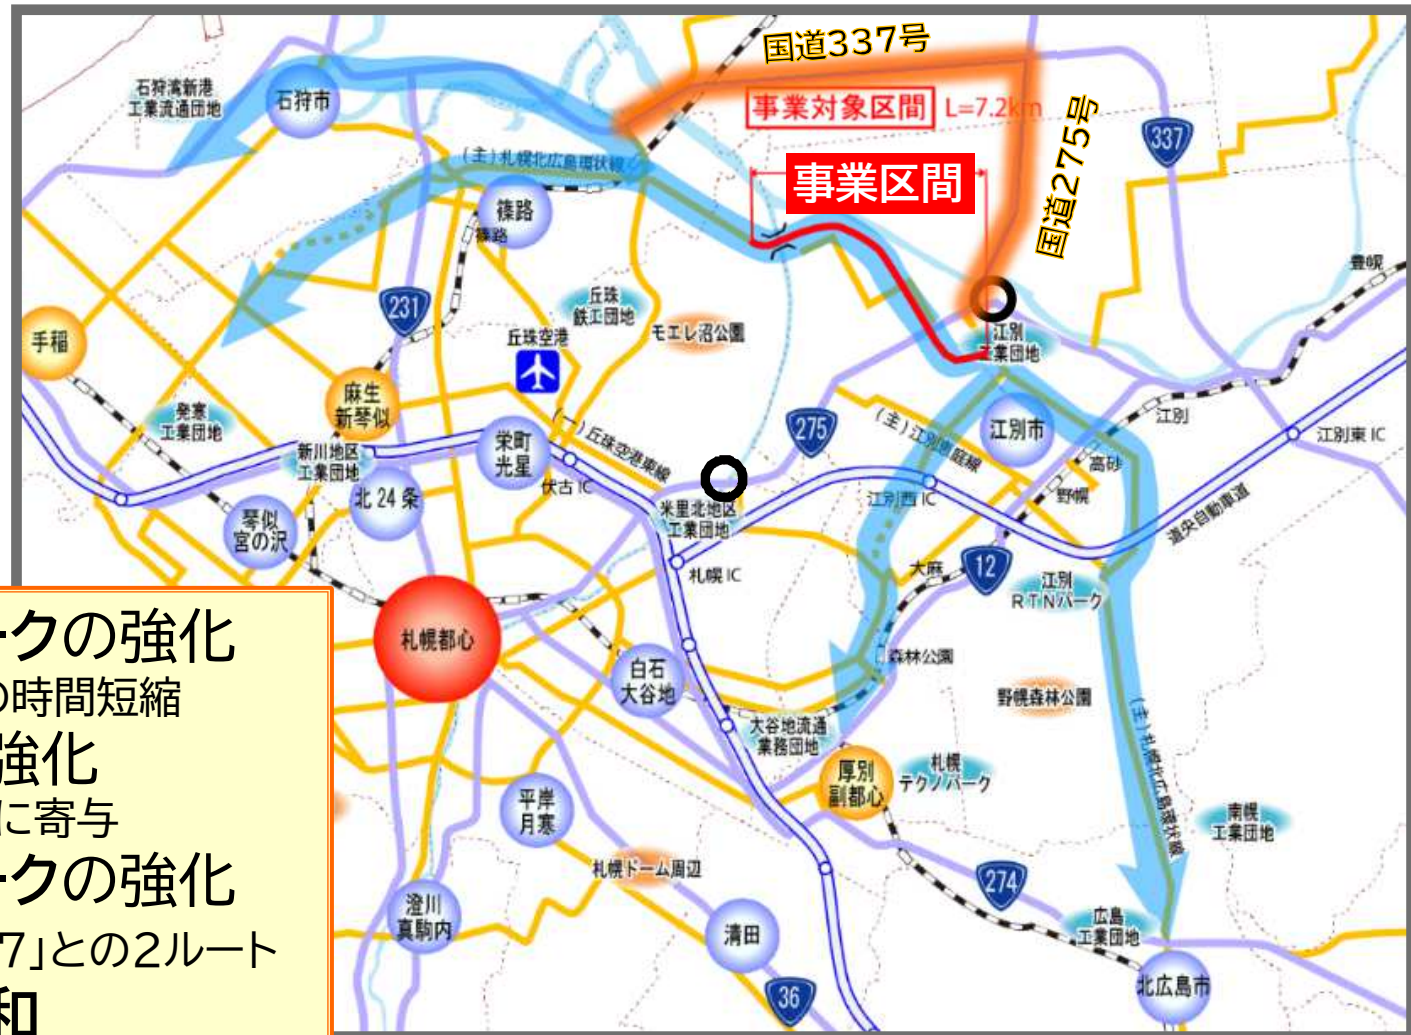 国道337号
石狩湾新港
工業流通団地
石狩市
事業対象区間 L=7.2km
国道275号
337
(主)札幌北広島環状線
事業区間
篠路
篠路
豊幌
231
丘珠
鉄工団地
モエレ沼公園
手稲
丘珠空港
江別
工業団地
麻生
新琴似
発寒
工業団地
(一)丘珠空港東線
275
(主)江別恵庭線
江別市
江別
江別東 IC
栄町
光星
新川地区
工業団地
高砂
伏古 IC
北 24 条
江別西 IC
野幌
道央自動車道
琴似
宮の沢
米里北地区
工業団地
札幌 IC
大麻
12
江別
RTNパーク
ークの強化
の時間短縮
強化
に寄与
ークの強化
7」との2ルート
和
札幌都心
白石
大谷地
森林公園
野幌森林公園
(主)札幌北広島環状線
大谷地流通
業務団地
厚別
副都心
札幌
テクノパーク
平岸
月寒
南幌
工業団地
札幌ドーム周辺
274
澄川
真駒内
清田
広島
工業団地
36
北広島市